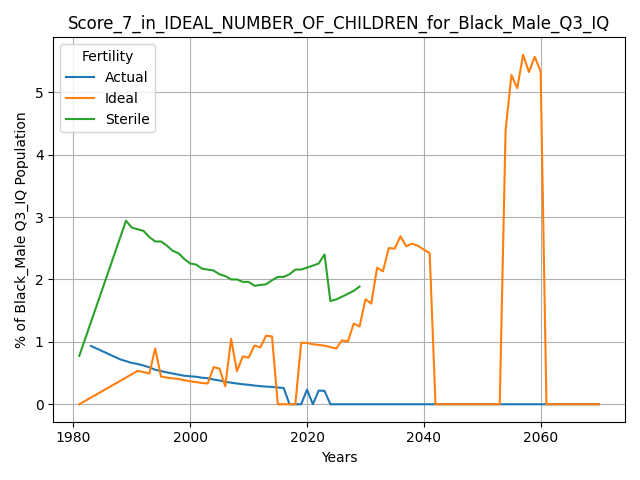 Score_7_in_IDEAL_NUMBER_OF_CHILDREN_for_Black_Male_Q3_IQ
Fertility
Actual
Ideal
Sterile
% of Black_Male Q3_IQ Population
5
4
3
2
1
0
1980 2000 2020 2040 2060
Years